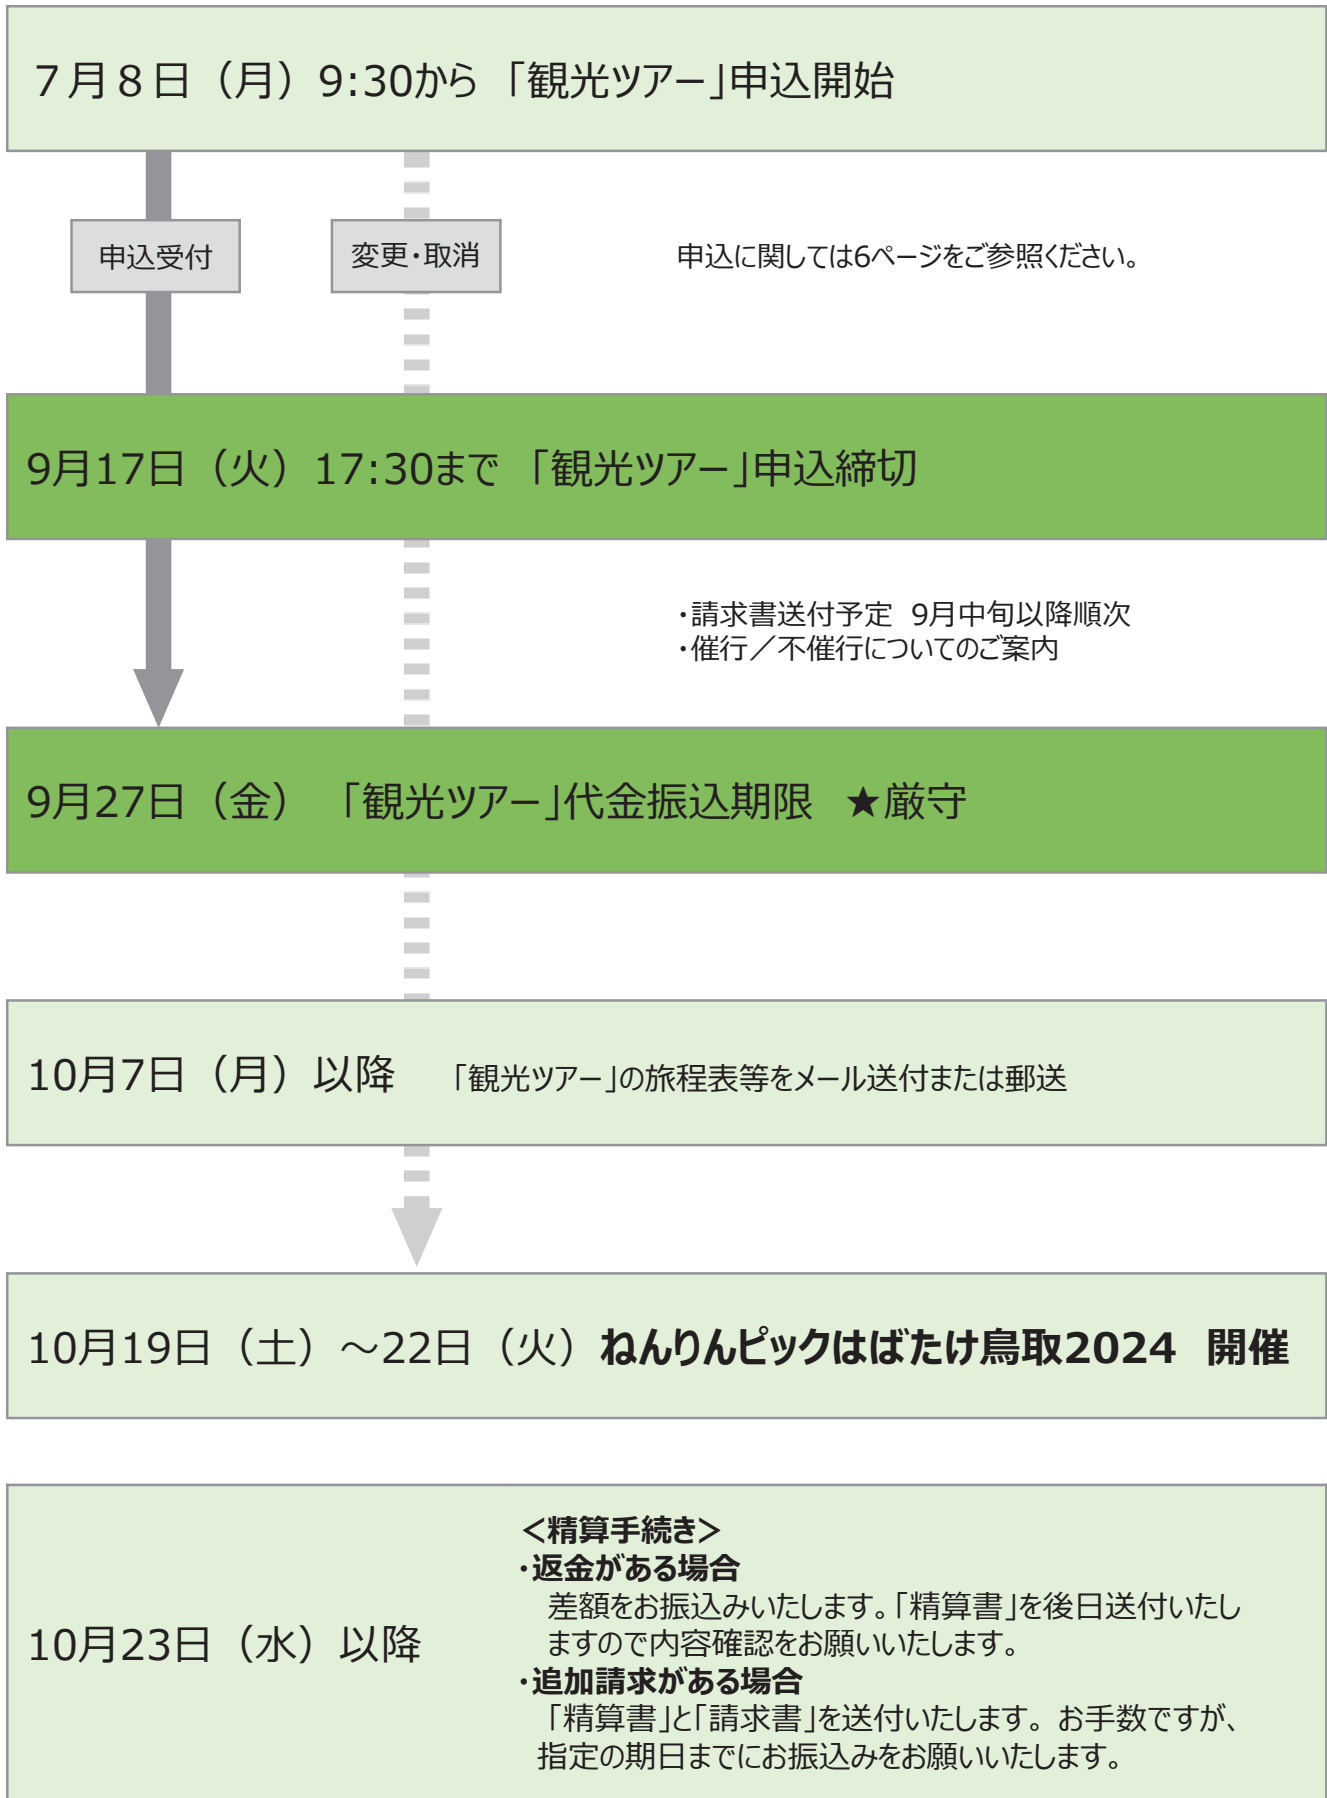 ７月８日（月）9:30から 「観光ツアー」申込開始
申込受付
変更・取消
申込に関しては6ページをご参照ください。
9月17日（火）17:30まで 「観光ツアー」申込締切
・請求書送付予定 9月中旬以降順次
・催行／不催行についてのご案内
9月27日（金） 「観光ツアー」代金振込期限 ★厳守
10月7日（月）以降 「観光ツアー」の旅程表等をメール送付または郵送
10月19日（土）～22日（火）ねんりんピックはばたけ鳥取2024 開催
10月23日（水）以降
＜精算手続き＞
・返金がある場合
差額をお振込みいたします。「精算書」を後日送付いたし
ますので内容確認をお願いいたします。
・追加請求がある場合
「精算書」と「請求書」を送付いたします。お手数ですが、
指定の期日までにお振込みをお願いいたします。